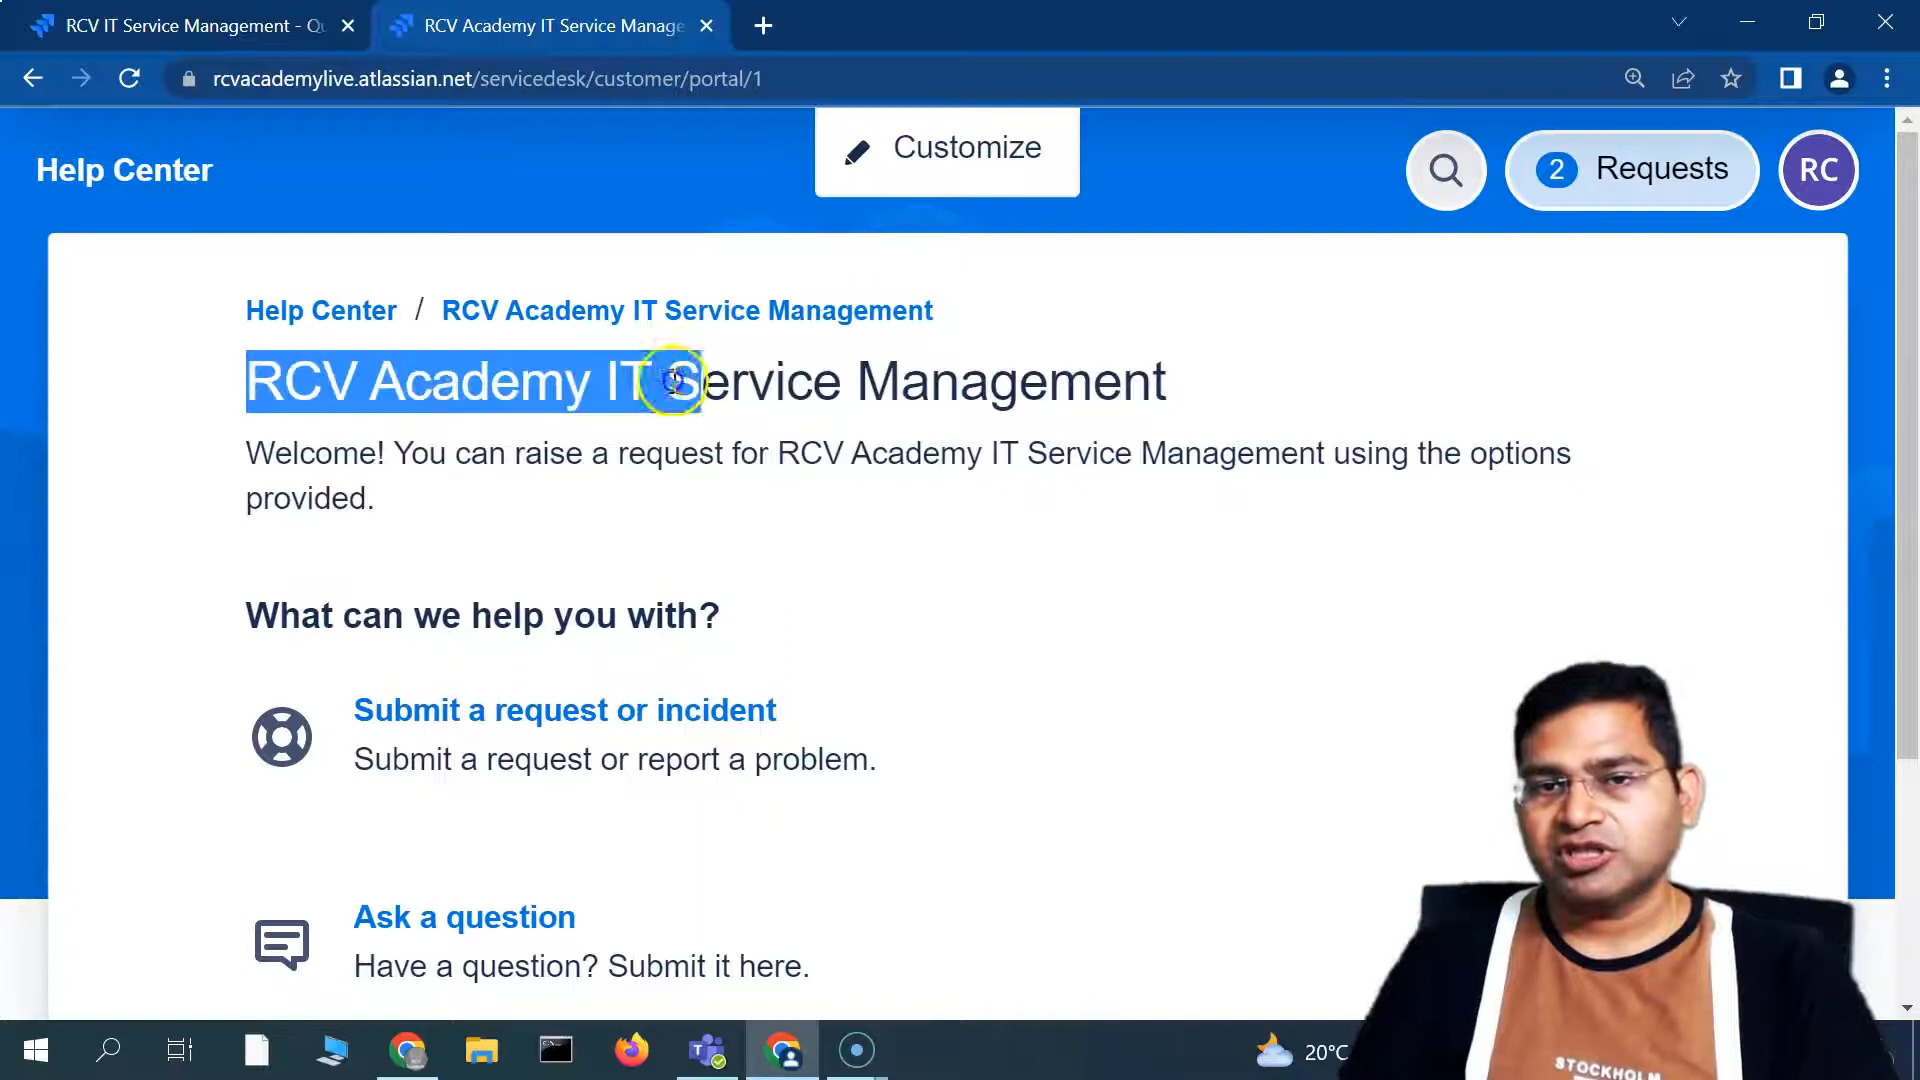 RCV IT Service Management - Qu
RCV Academy IT Service Manage
rcvacademylive.atlassian.net/servicedesk/customer/portal/1
Customize
Help Center
2 Requests
RC
Help Center / RCV Academy IT Service Management
RCV Academy IT Service Management
Welcome! You can raise a request for RCV Academy IT Service Management using the options
provided.
What can we help you with?
Submit a request or incident
Submit a request or report a problem.
Ask a question
Have a question? Submit it here.
20°C
STOCKHOLM